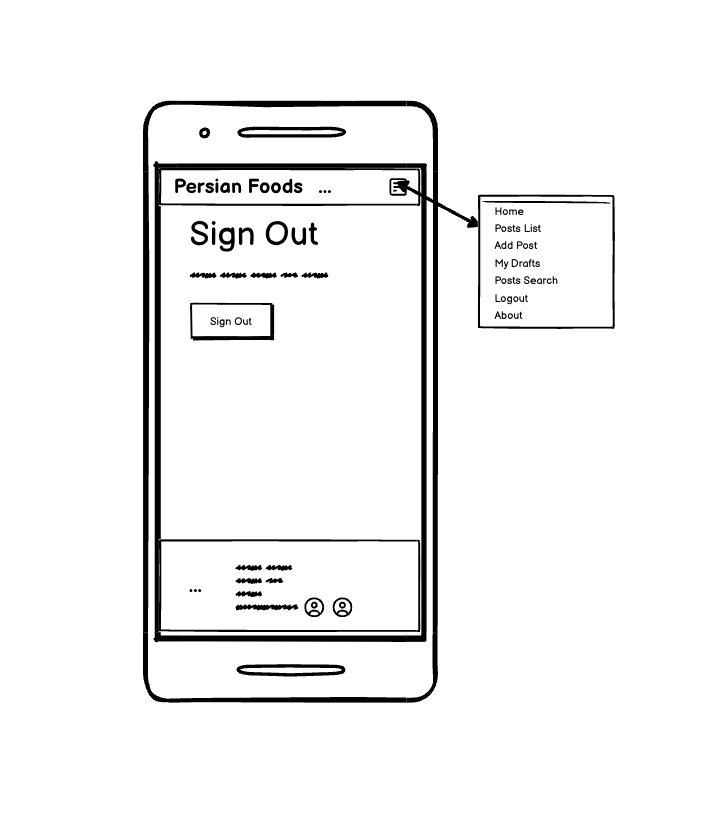 Persian Foods ...
Sign Out
Sign Out
...
Home
Posts List
Add Post
My Drafts
Posts Search
Logout
About